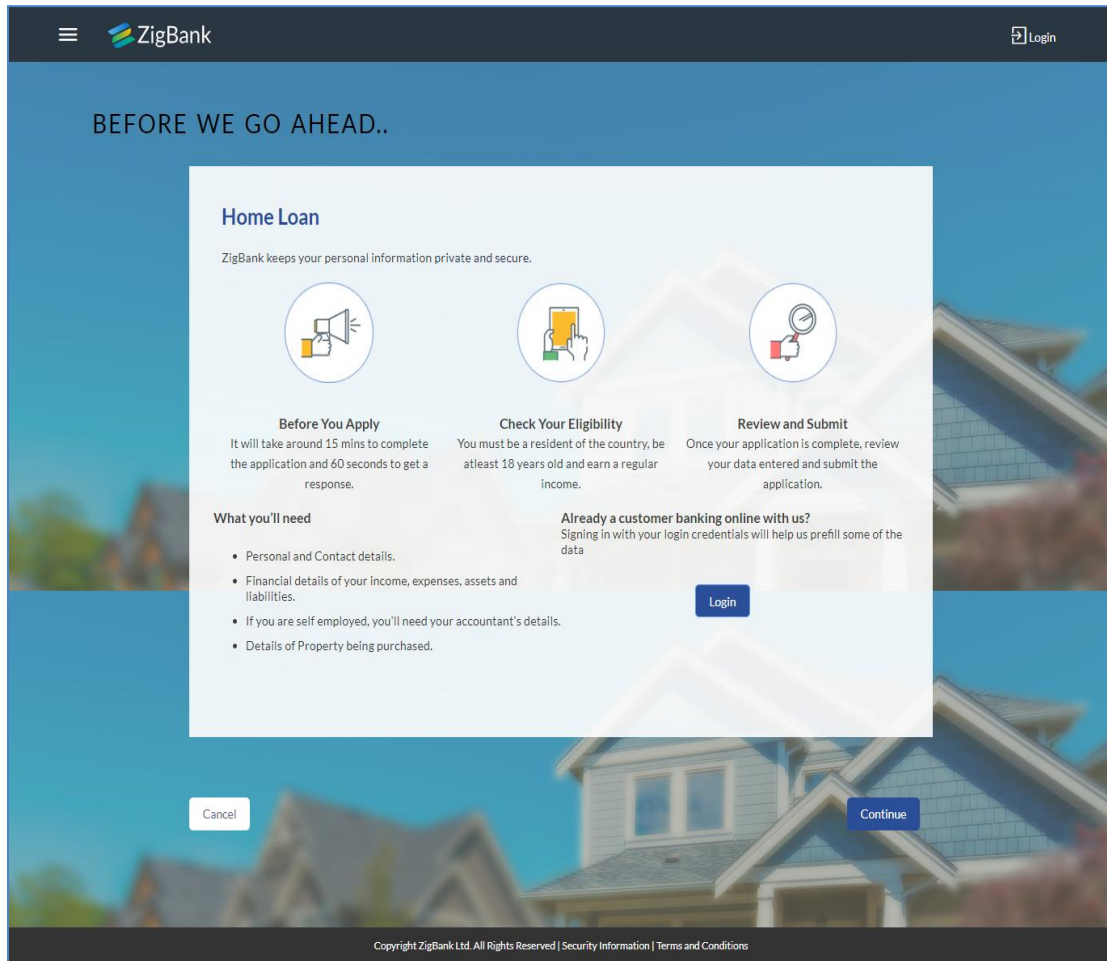 ZigBank
Login
BEFORE WE GO AHEAD..
Home Loan
ZigBank keeps your personal information private and secure.
Before You Apply
It will take around 15 mins to complete
the application and 60 seconds to get a
response.
Check Your Eligibility
You must be a resident of the country, be
atleast 18 years old and earn a regular
income.
Review and Submit
Once your application is complete, review
your data entered and submit the
application.
What you'll need
• Personal and Contact details.
• Financial details of your income, expenses, assets and
liabilities.
• If you are self employed, you'll need your accountant's details.
• Details of Property being purchased.
Already a customer banking online with us?
Signing in with your login credentials will help us prefill some of the
data
Login
Cancel
Continue
Copyright ZigBank Ltd. All Rights Reserved | Security Information | Terms and Conditions